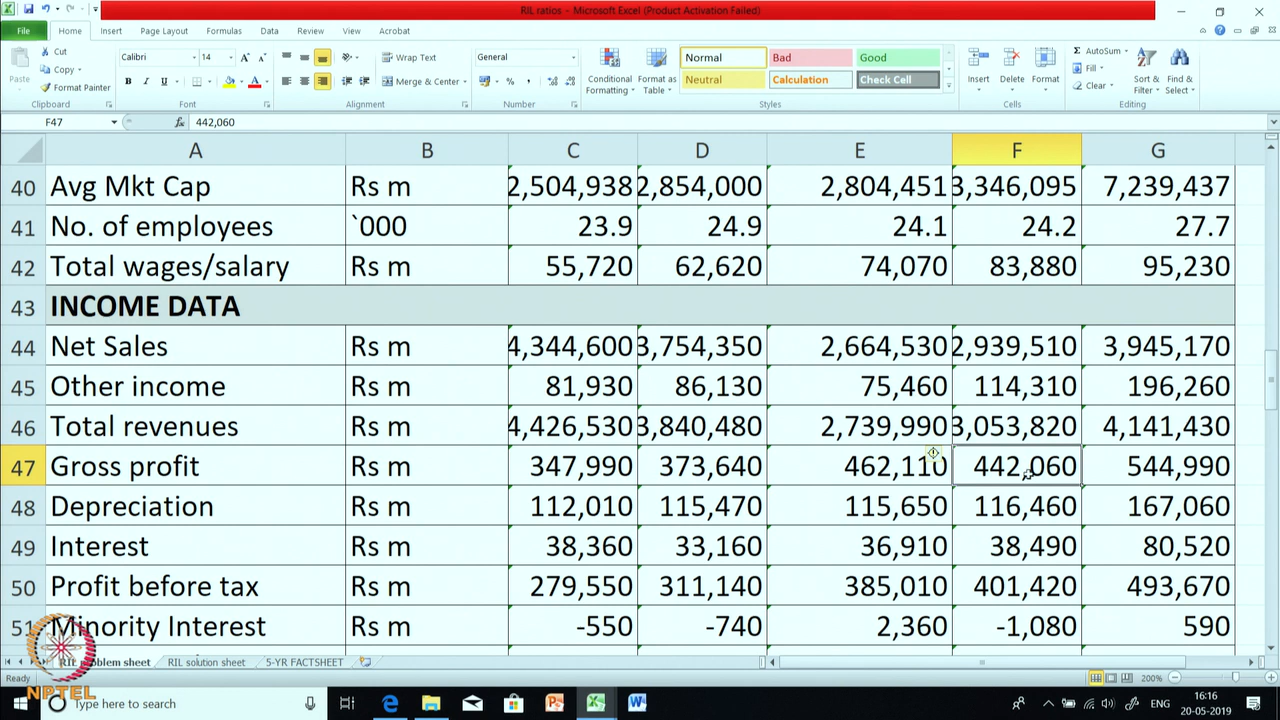 RIL ratios - Microsoft Excel (Product Activation Failed)
File Home Insert Page Layout Formulas Data Review View Acrobat
Paste Cut Copy Format Painter Clipboard
Calibri 14 Font
Wrap Text Merge & Center Alignment
General Number
Conditional Formatting Format as Table Normal Bad Good Neutral Calculation Check Cell Styles
Insert Delete Format Cells
AutoSum Fill Clear Sort & Filter Find & Select Editing
F47 fx 442,060
A B C D E F G
40 Avg Mkt Cap Rs m 2,504,938 2,854,000 2,804,451 3,346,095 7,239,437
41 No. of employees `000 23.9 24.9 24.1 24.2 27.7
42 Total wages/salary Rs m 55,720 62,620 74,070 83,880 95,230
43 INCOME DATA
44 Net Sales Rs m 4,344,600 3,754,350 2,664,530 2,939,510 3,945,170
45 Other income Rs m 81,930 86,130 75,460 114,310 196,260
46 Total revenues Rs m 4,426,530 3,840,480 2,739,990 3,053,820 4,141,430
47 Gross profit Rs m 347,990 373,640 462,110 442,060 544,990
48 Depreciation Rs m 112,010 115,470 115,650 116,460 167,060
49 Interest Rs m 38,360 33,160 36,910 38,490 80,520
50 Profit before tax Rs m 279,550 311,140 385,010 401,420 493,670
51 Minority Interest Rs m -550 -740 2,360 -1,080 590
RIL problem sheet RIL solution sheet 5-YR FACTSHEET
Ready 200%
NPTEL
Type here to search ENG 16:16
20-05-2019